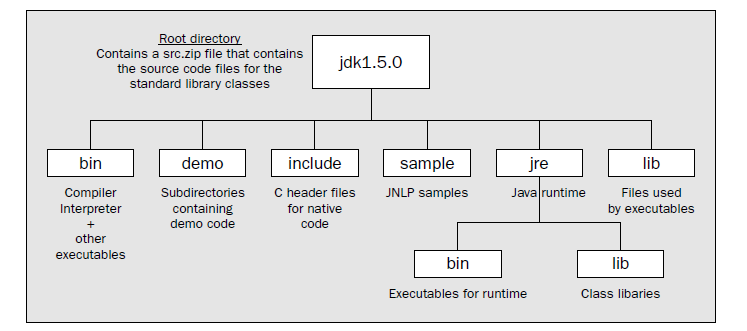 Root directory
Contains a src.zip file that contains
the source code files for the
standard library classes
jdk1.5.0
bin
demo
include
sample
jre
lib
Compiler
Interpreter
+
other
executables
Subdirectories
containing
demo code
C header files
for native
code
JNLP samples
Java runtime
Files used
by executables
bin
lib
Executables for runtime
Class libaries